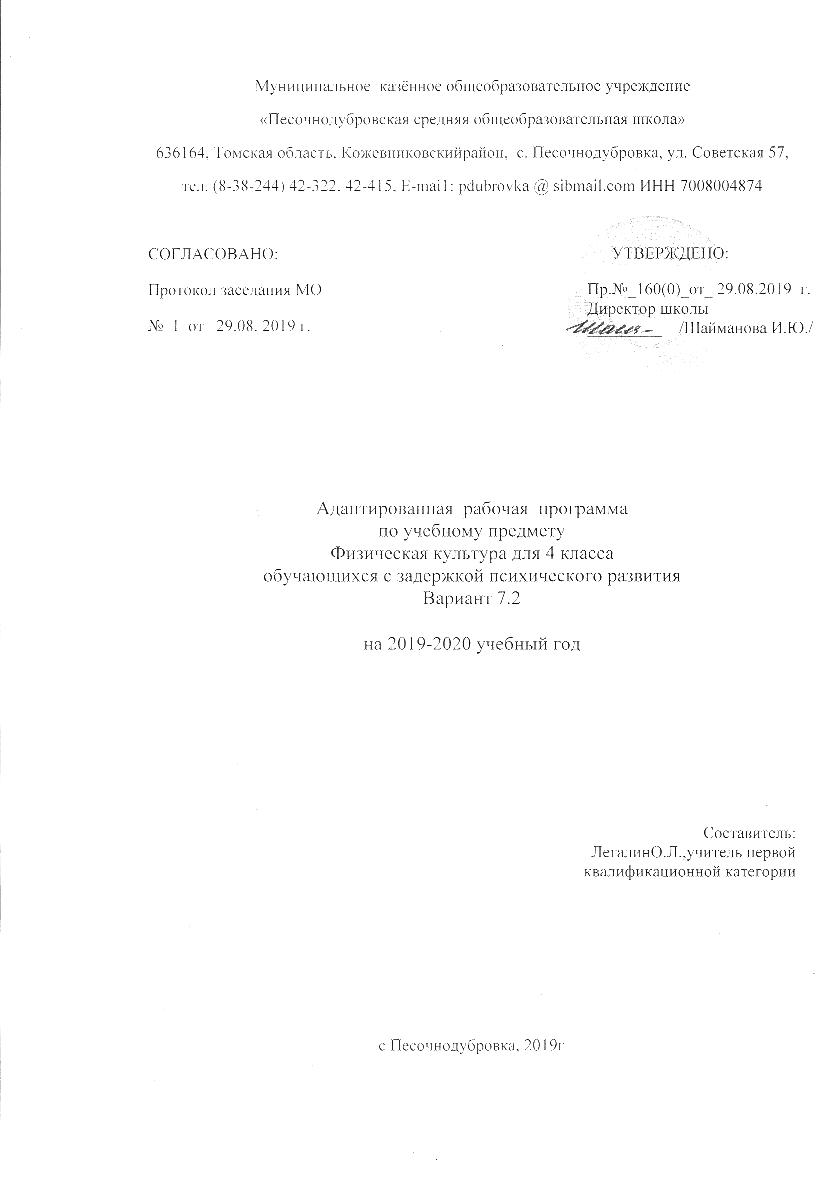 Муниципальное казённое общеобразовательное учреждение
«Песочнодубровская средняя общеобразовательная школа»
636164, Томская область, Кожевниковскийрайон, с. Песочнодубровка, ул. Советская 57,
тел. (8-38-244) 42-322, 42-415, E-mail: pdubrovka @ sibmail.com ИНН 7008004874
СОГЛАСОВАНО:
Протокол заседания МО
№ 1 от 29.08. 2019 г.
УТВЕРЖДЕНО:
Пр.№_160(0)_от_ 29.08.2019 г.
Директор школы
/Шайманова И.Ю./
Адаптированная рабочая программа
по учебному предмету
Физическая культура для 4 класса
обучающихся с задержкой психического развития
Вариант 7.2
на 2019-2020 учебный год
Составитель:
ЛегалинО.Л.,учитель первой
квалификационной категории
с Песочнодубровка, 2019г